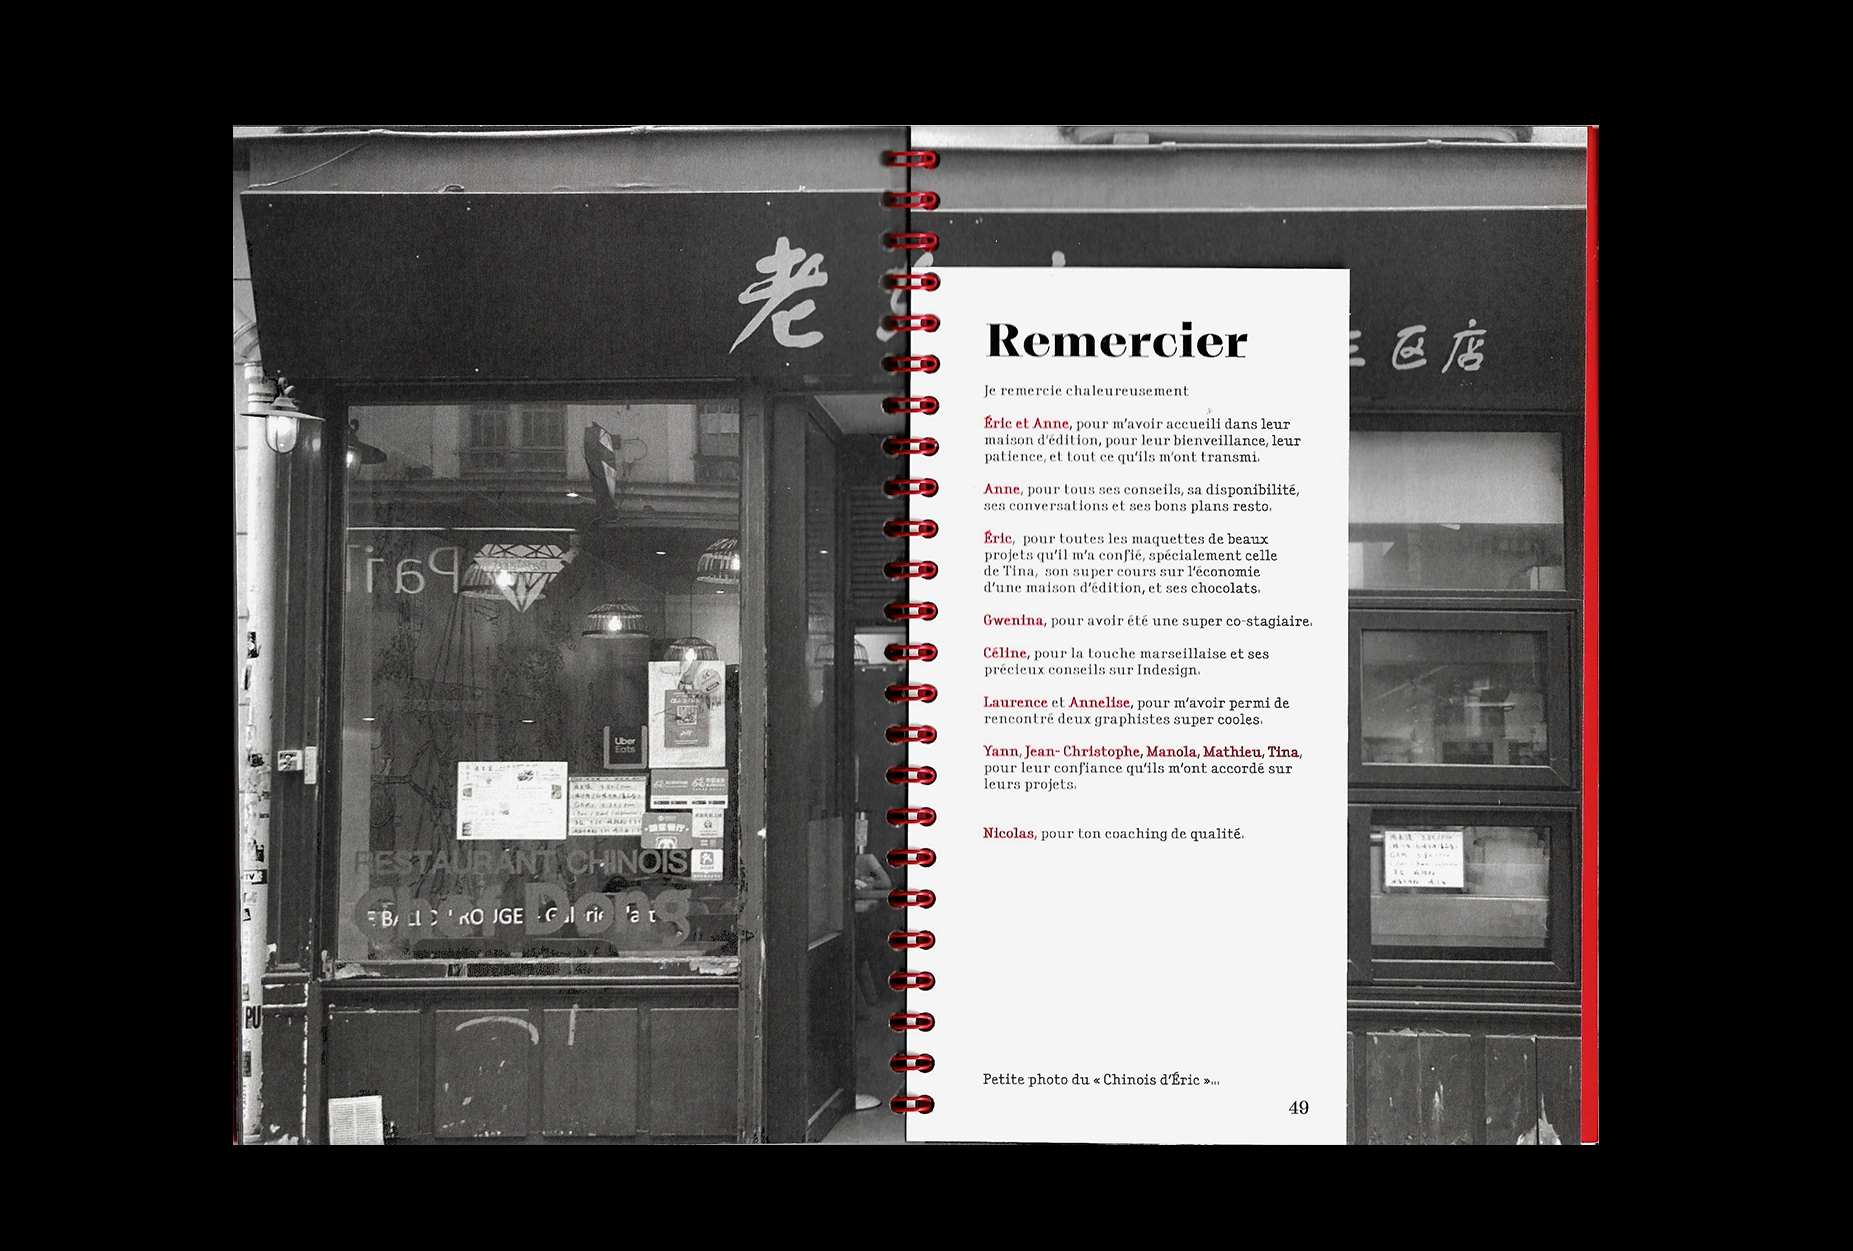 老
三区店
PaT
Uber
Eats
RESTAURANT CHINOIS
Dong
PU
Remercier
Je remercie chaleureusement
Éric et Anne, pour m'avoir accueili dans leur
maison d'édition, pour leur bienveillance, leur
patience, et tout ce qu'ils m'ont transmi.
Anne, pour tous ses conseils, sa disponibilité,
ses conversations et ses bons plans resto.
Éric, pour toutes les maquettes de beaux
projets qu'il m'a confié, spécialement celle
de Tina, son super cours sur l'économie
d'une maison d'édition, et ses chocolats.
Gwenina, pour avoir été une super co-stagiaire.
Céline, pour la touche marseillaise et ses
précieux conseils sur Indesign.
Laurence et Annelise, pour m'avoir permi de
rencontré deux graphistes super cooles.
Yann, Jean- Christophe, Manola, Mathieu, Tina,
pour leur confiance qu'ils m'ont accordé sur
leurs projets.
Nicolas, pour ton coaching de qualité.
Petite photo du « Chinois d'Éric »...
49